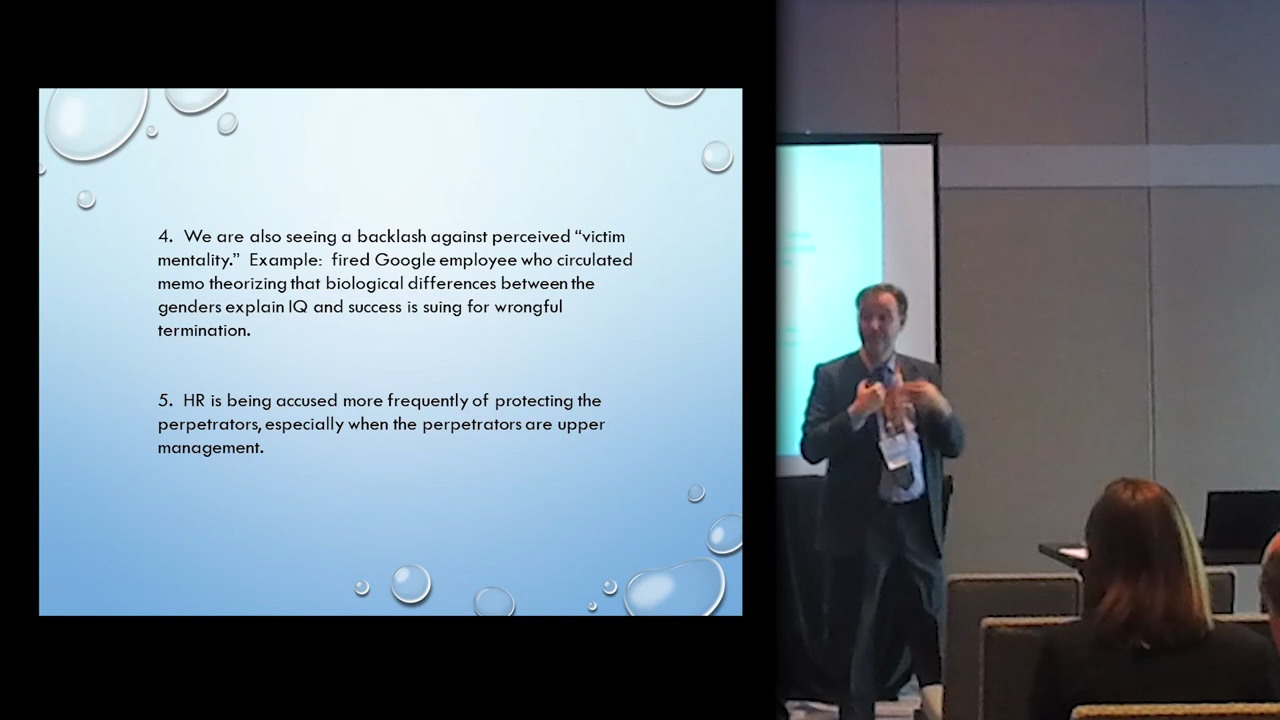 4. We are also seeing a backlash against perceived “victim
mentality.” Example: fired Google employee who circulated
memo theorizing that biological differences between the
genders explain IQ and success is suing for wrongful
termination.
5. HR is being accused more frequently of protecting the
perpetrators, especially when the perpetrators are upper
management.